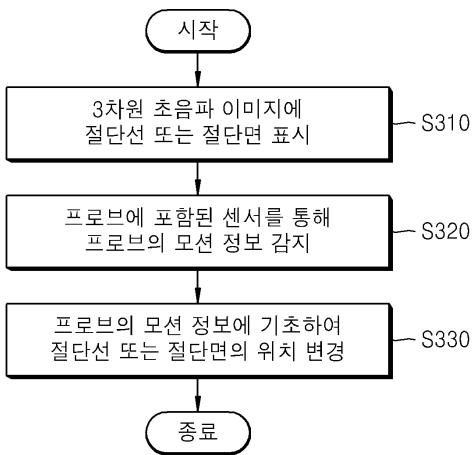 시작
3차원 초음파 이미지에
절단선 또는 절단면 표시
S310
프로브에 포함된 센서를 통해
프로브의 모션 정보 감지
S320
프로브의 모션 정보에 기초하여
절단선 또는 절단면의 위치 변경
S330
종료